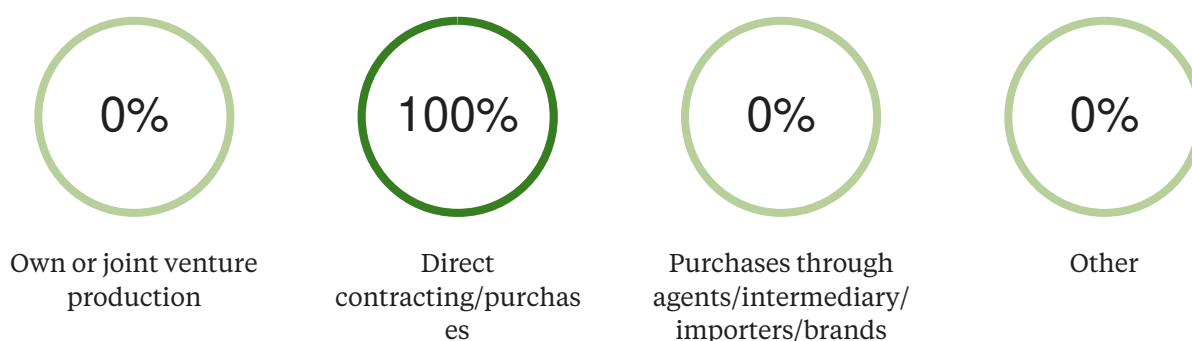 0%
100%
0%
0%
Own or joint venture
production
Direct
contracting/purchas
es
Purchases through
agents/intermediary/
importers/brands
Other